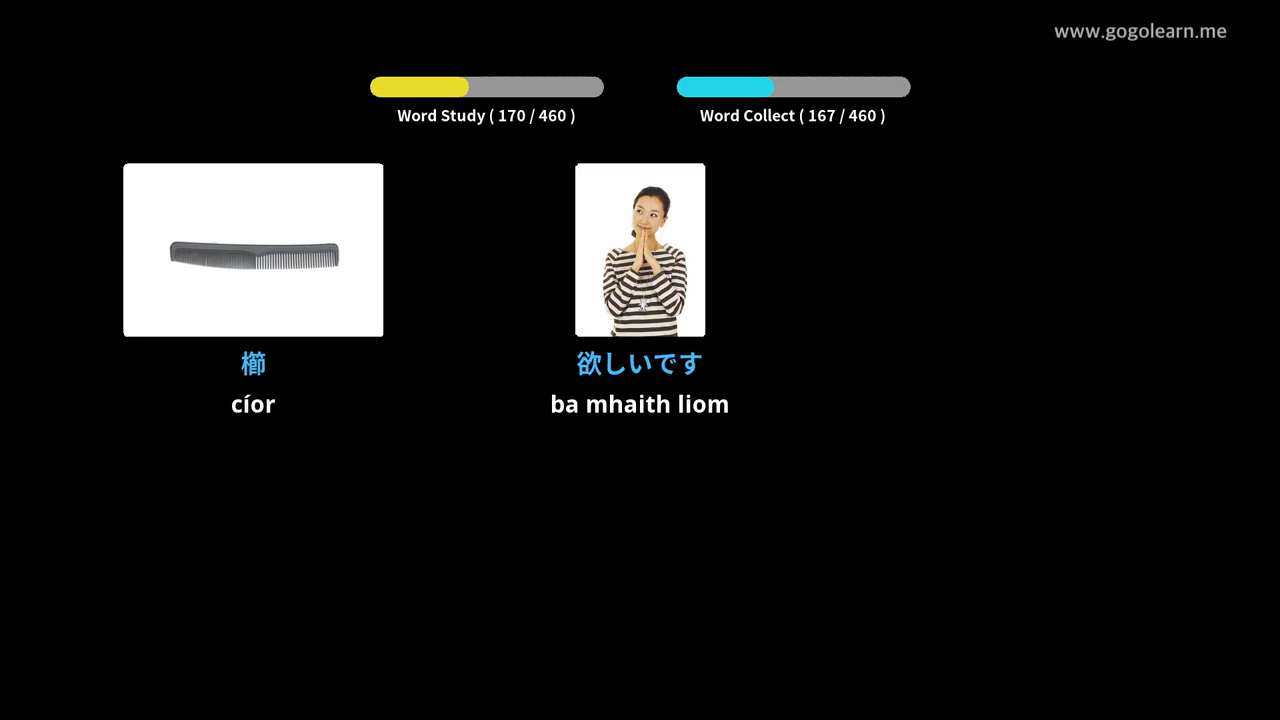 www.gogolearn.me
Word Study ( 170 / 460 )
Word Collect ( 167 / 460 )
櫛
cíor
欲しいです
ba mhaith liom